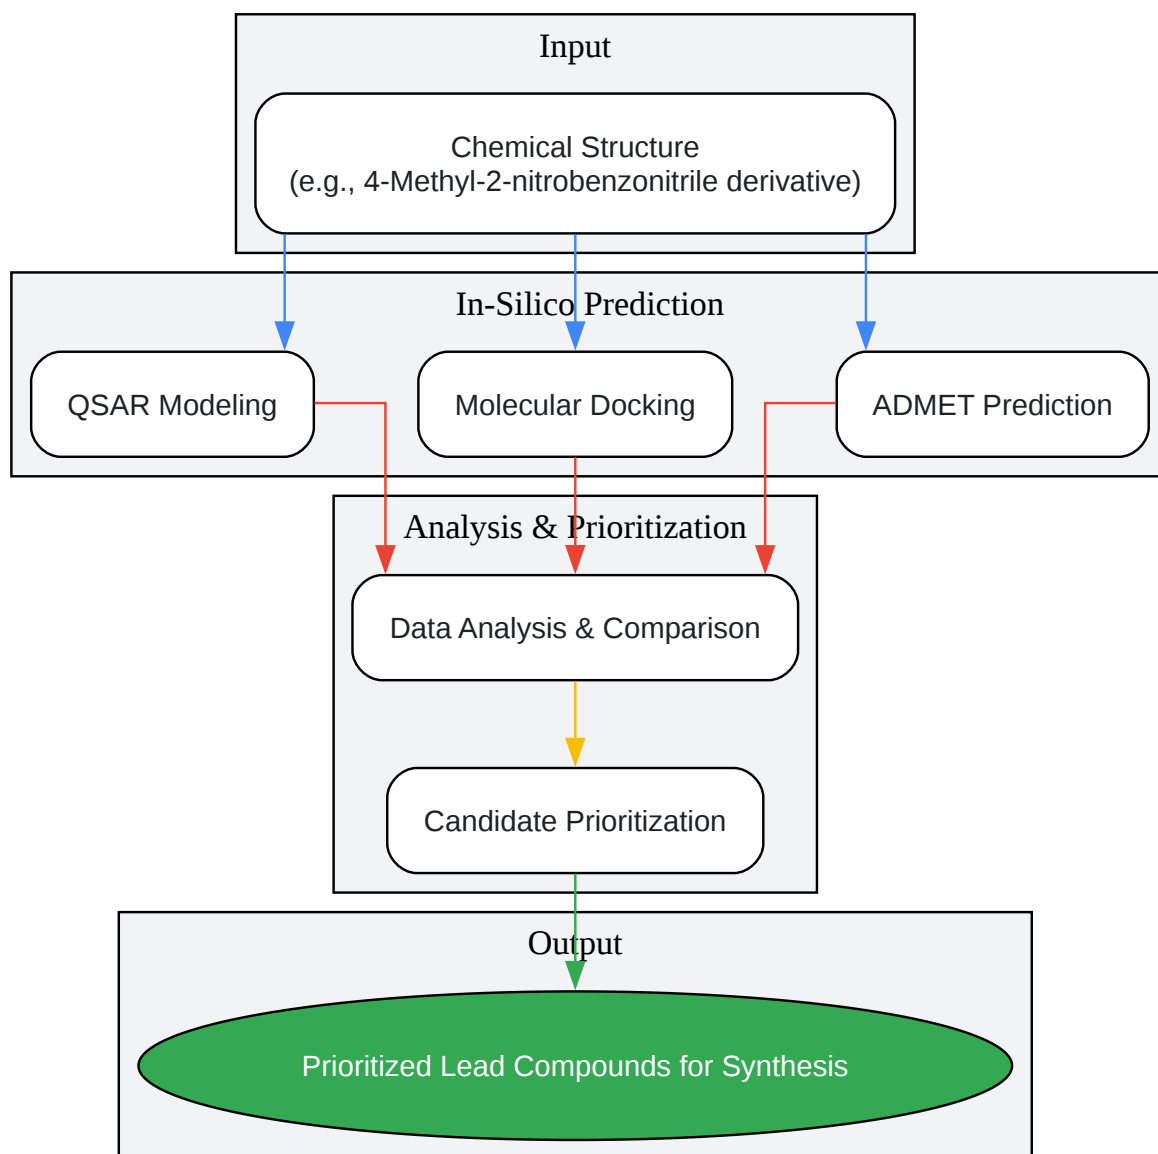 Input
Chemical Structure
(e.g., 4-Methyl-2-nitrobenzonitrile derivative)
In-Silico Prediction
QSAR Modeling
Molecular Docking
ADMET Prediction
Analysis & Prioritization
Data Analysis & Comparison
Candidate Prioritization
Output
Prioritized Lead Compounds for Synthesis